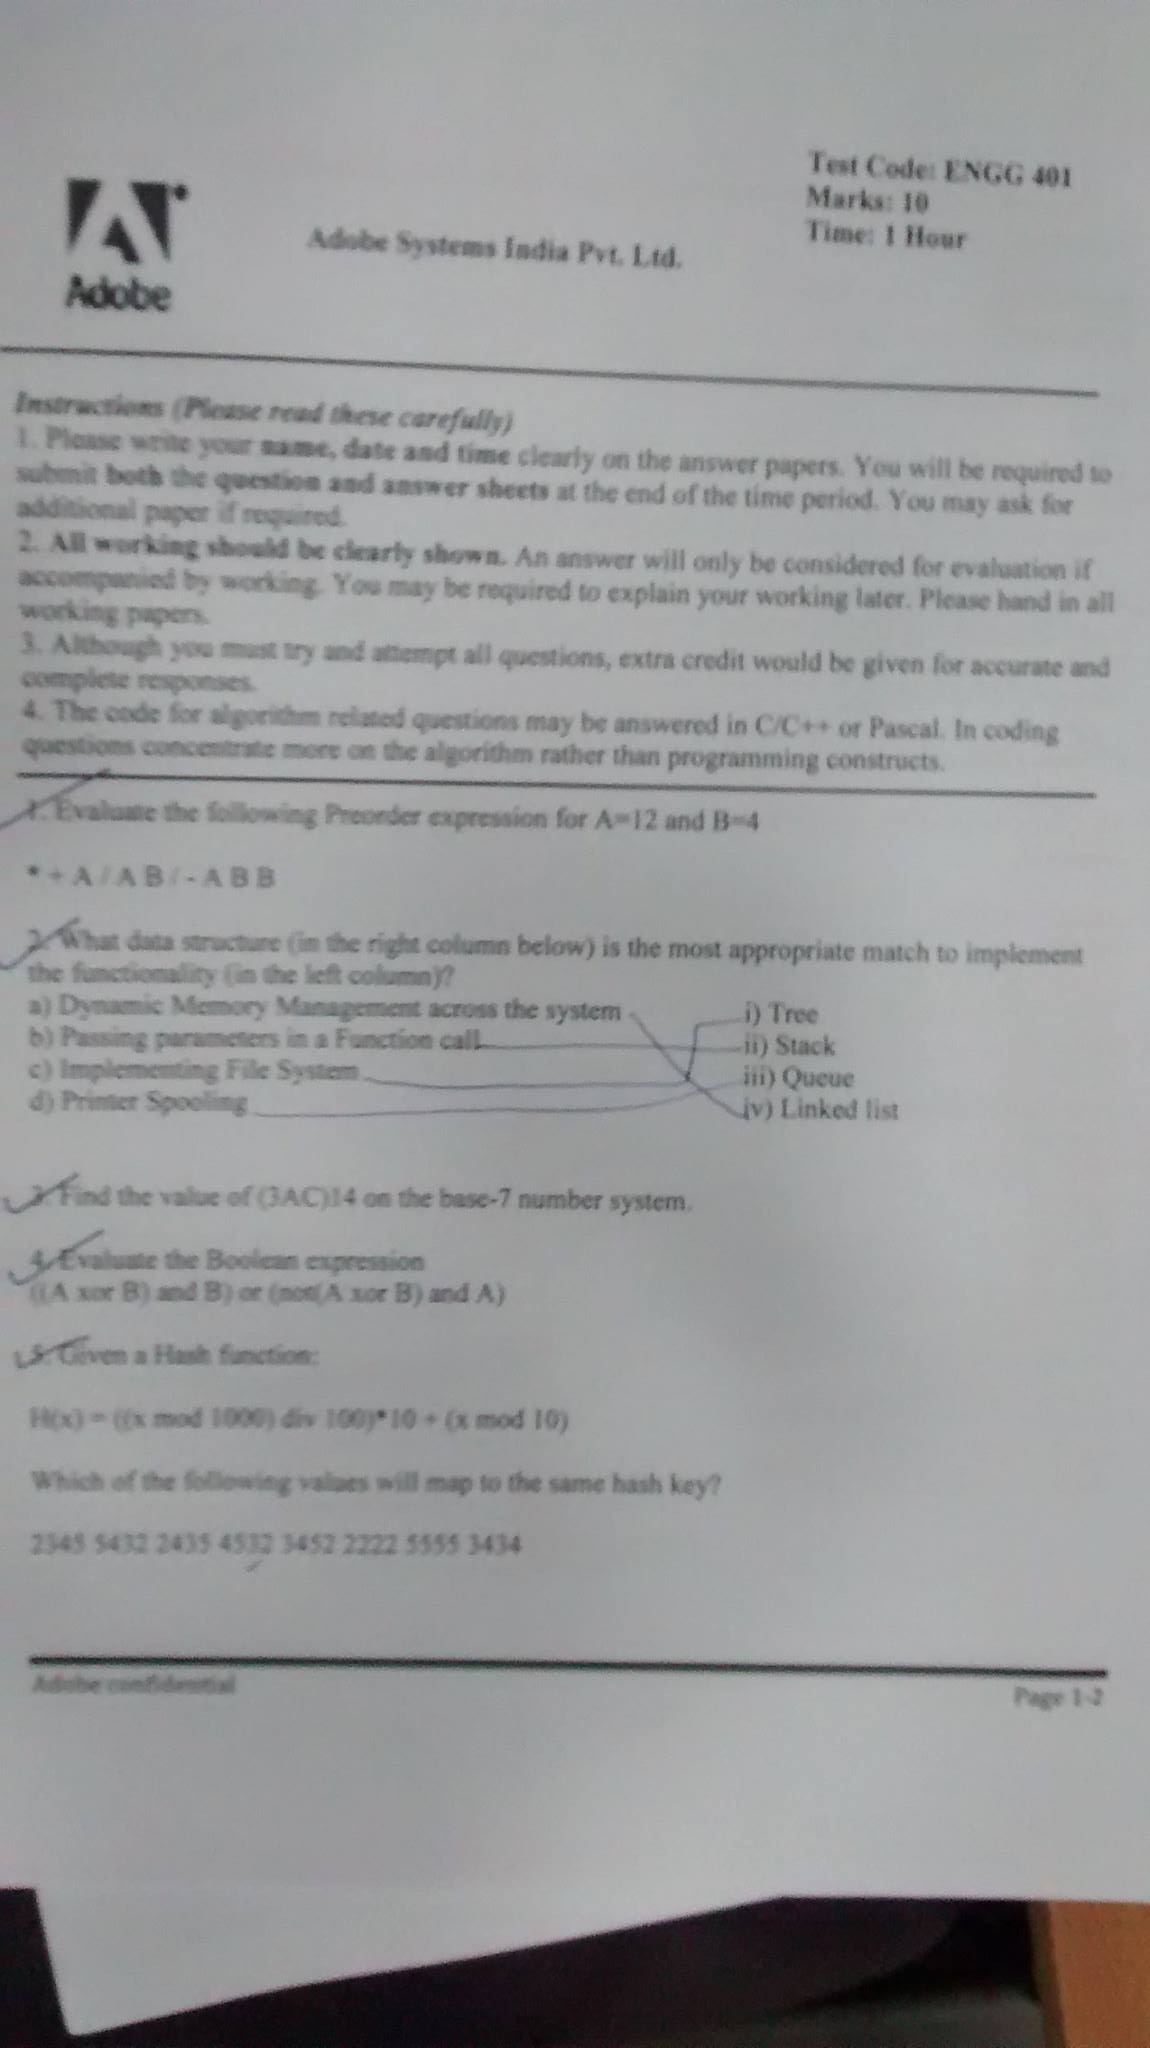 Test Code: ENGG 401
Marks: 10
Time: 1 Hour
Adobe
Adobe Systems India Pvt. Ltd.
Instructions (Please read these carefully)
1. Please write your name, date and time clearly on the answer papers. You will be required to
submit both the question and answer sheets at the end of the time period. You may ask for
additional paper if required.
2. All working should be clearly shown. An answer will only be considered for evaluation if
accompanied by working. You may be required to explain your working later. Please hand in all
working papers.
3. Although you must try and attempt all questions, extra credit would be given for accurate and
complete responses.
4. The code for algorithm related questions may be answered in C/C++ or Pascal. In coding
questions concentrate more on the algorithm rather than programming constructs.
1. Evaluate the following Preorder expression for A=12 and B=4
* + A / A B / - A B B
2. What data structure (in the right column below) is the most appropriate match to implement
the functionality (in the left column)?
a) Dynamic Memory Management across the system i) Tree
b) Passing parameters in a Function call ii) Stack
c) Implementing File System iii) Queue
d) Printer Spooling iv) Linked list
3. Find the value of (3AC)14 on the base-7 number system.
4. Evaluate the Boolean expression
((A xor B) and B) or (not(A xor B) and A)
5. Given a Hash function:
H(x) = ((x mod 1000) div 100)*10 + (x mod 10)
Which of the following values will map to the same hash key?
2345 5432 2435 4532 3452 2222 5555 3434
Adobe confidential
Page 1-2